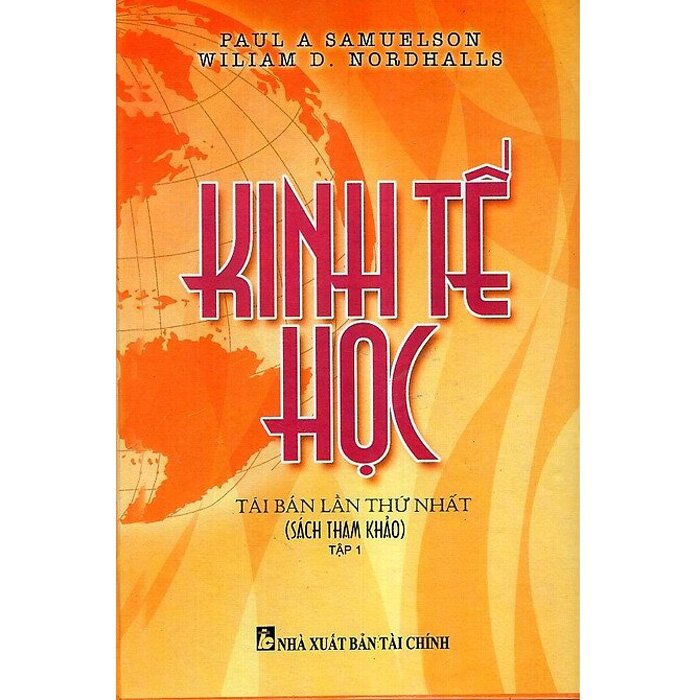 PAUL A SAMUELSON
WILIAM D. NORDHALLS
KINH TẾ
HỌC
TÁI BẢN LẦN THỨ NHẤT
(SÁCH THAM KHẢO)
TẬP 1
NHÀ XUẤT BẢN TÀI CHÍNH